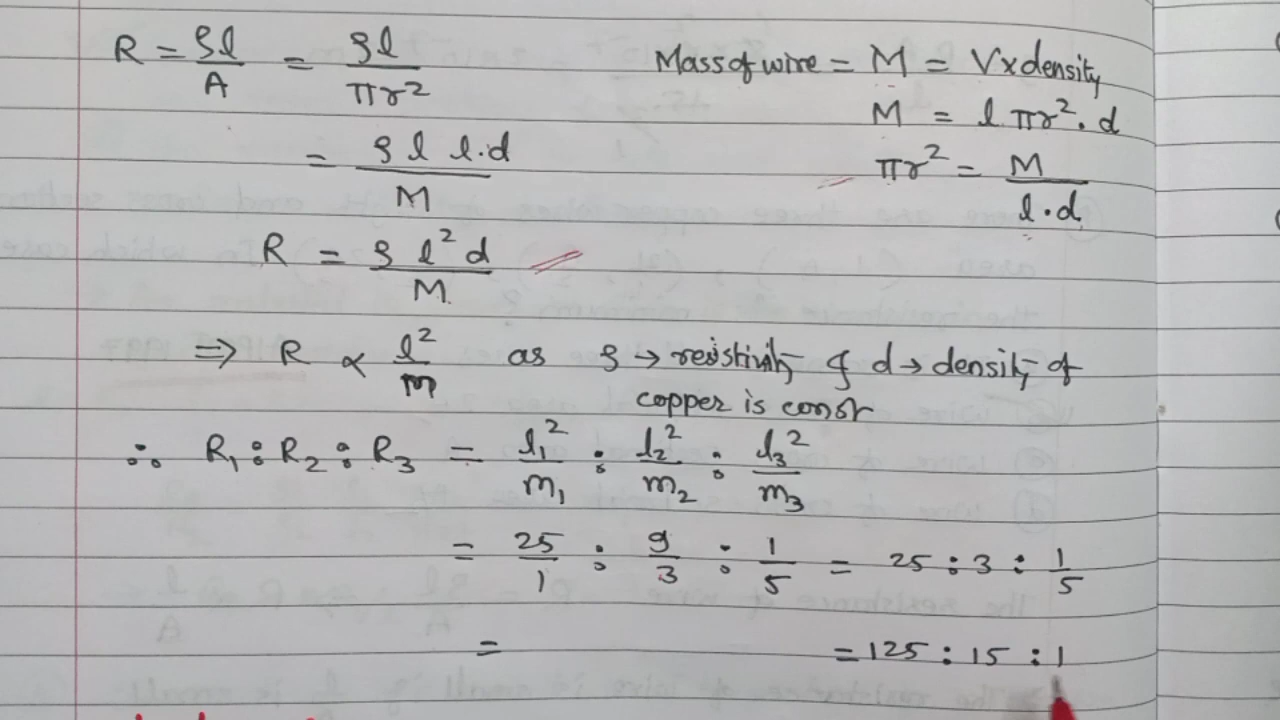 R = ρl/A = ρl/πr²
Mass of wire = M = V×density
M = l πr². d
= ρ l l.d / M
πr² = M / l.d
R = ρ l² d / M
⇒ R ∝ l²/m as ρ → resistivity & d → density of
copper is const
∴ R₁ : R₂ : R₃ = l₁²/m₁ : l₂²/m₂ : l₃²/m₃
= 25/1 : 9/3 : 1/5 = 25 : 3 : 1/5
= = 125 : 15 : 1